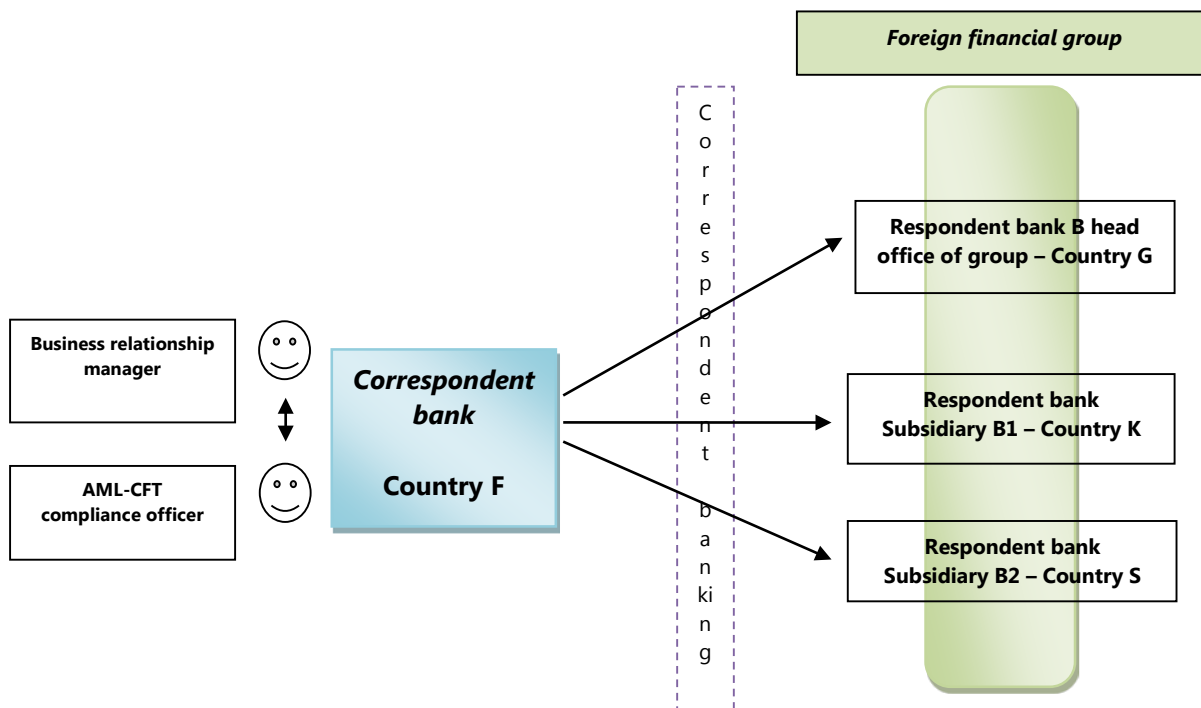 Foreign financial group
C
o
r
r
e
s
p
o
n
d
e
n
t
b
a
n
ki
n
g
Respondent bank B head
office of group – Country G
Business relationship
manager
Correspondent
bank
Country F
Respondent bank
Subsidiary B1 – Country K
AML-CFT
compliance officer
Respondent bank
Subsidiary B2 – Country S